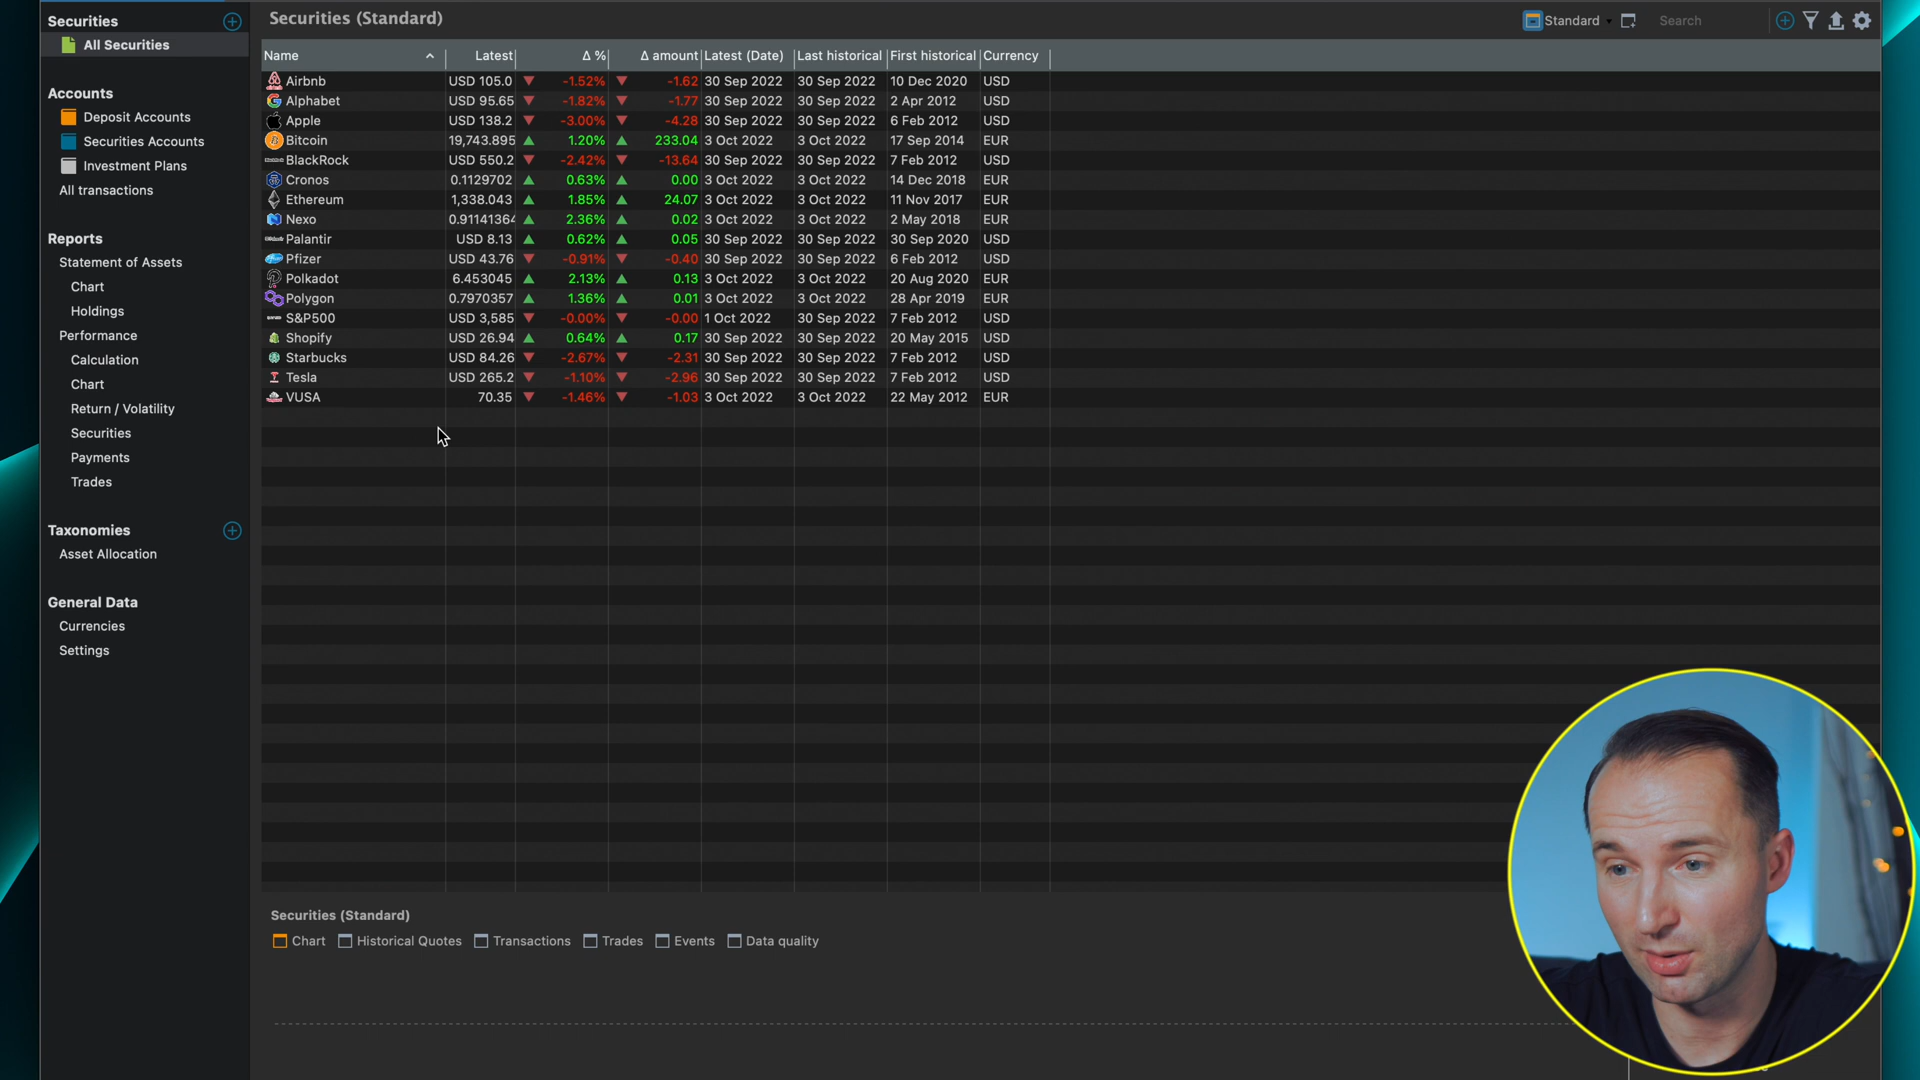 Securities
All Securities
Accounts
Deposit Accounts
Securities Accounts
Investment Plans
All transactions
Reports
Statement of Assets
Chart
Holdings
Performance
Calculation
Chart
Return / Volatility
Securities
Payments
Trades
Taxonomies
Asset Allocation
General Data
Currencies
Settings
Securities (Standard)
Standard
Search
Name Latest Δ % Δ amount Latest (Date) Last historical First historical Currency
Airbnb USD 105.0 -1.52% -1.62 30 Sep 2022 30 Sep 2022 10 Dec 2020 USD
Alphabet USD 95.65 -1.82% -1.77 30 Sep 2022 30 Sep 2022 2 Apr 2012 USD
Apple USD 138.2 -3.00% -4.28 30 Sep 2022 30 Sep 2022 6 Feb 2012 USD
Bitcoin 19,743.895 1.20% 233.04 3 Oct 2022 3 Oct 2022 17 Sep 2014 EUR
BlackRock USD 550.2 -2.42% -13.64 30 Sep 2022 30 Sep 2022 7 Feb 2012 USD
Cronos 0.1129702 0.63% 0.00 3 Oct 2022 3 Oct 2022 14 Dec 2018 EUR
Ethereum 1,338.043 1.85% 24.07 3 Oct 2022 3 Oct 2022 11 Nov 2017 EUR
Nexo 0.91141364 2.36% 0.02 3 Oct 2022 3 Oct 2022 2 May 2018 EUR
Palantir USD 8.13 0.62% 0.05 30 Sep 2022 30 Sep 2022 30 Sep 2020 USD
Pfizer USD 43.76 -0.91% -0.40 30 Sep 2022 30 Sep 2022 6 Feb 2012 USD
Polkadot 6.453045 2.13% 0.13 3 Oct 2022 3 Oct 2022 20 Aug 2020 EUR
Polygon 0.7970357 1.36% 0.01 3 Oct 2022 3 Oct 2022 28 Apr 2019 EUR
S&P500 USD 3,585 -0.00% -0.00 1 Oct 2022 30 Sep 2022 7 Feb 2012 USD
Shopify USD 26.94 0.64% 0.17 30 Sep 2022 30 Sep 2022 20 May 2015 USD
Starbucks USD 84.26 -2.67% -2.31 30 Sep 2022 30 Sep 2022 7 Feb 2012 USD
Tesla USD 265.2 -1.10% -2.96 30 Sep 2022 30 Sep 2022 7 Feb 2012 USD
VUSA 70.35 -1.46% -1.03 3 Oct 2022 3 Oct 2022 22 May 2012 EUR
Securities (Standard)
Chart Historical Quotes Transactions Trades Events Data quality